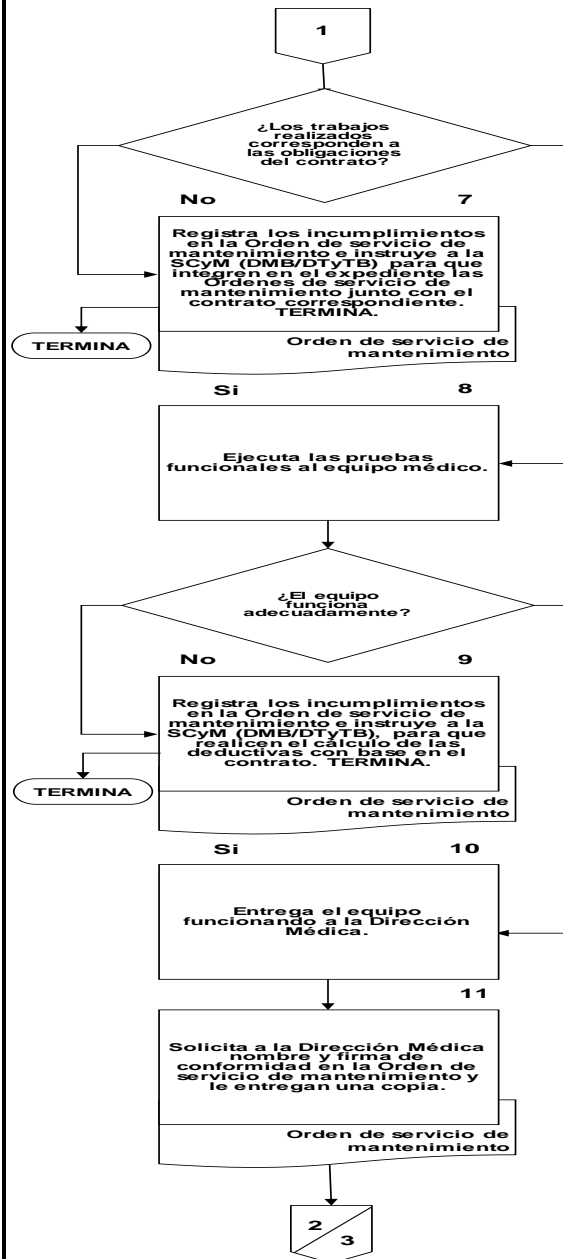 1
¿Los trabajos
realizados
corresponden a
las obligaciones
del contrato?
No
7
Registra los incumplimientos
en la Orden de servicio de
mantenimiento e instruye a la
SCyM (DMB/DTyTB) para que
integren en el expediente las
Órdenes de servicio de
mantenimiento junto con el
contrato correspondiente.
TERMINA.
TERMINA
Orden de servicio de
mantenimiento
Si
8
Ejecuta las pruebas
funcionales al equipo médico.
¿El equipo
funciona
adecuadamente?
No
9
Registra los incumplimientos
en la Orden de servicio de
mantenimiento e instruye a la
SCyM (DMB/DTyTB), para que
realicen el cálculo de las
deductivas con base en el
contrato. TERMINA.
TERMINA
Orden de servicio de
mantenimiento
Si
10
Entrega el equipo
funcionando a la Dirección
Médica.
11
Solicita a la Dirección Médica
nombre y firma de
conformidad en la Orden de
servicio de mantenimiento y
le entregan una copia.
Orden de servicio de
mantenimiento
2
3